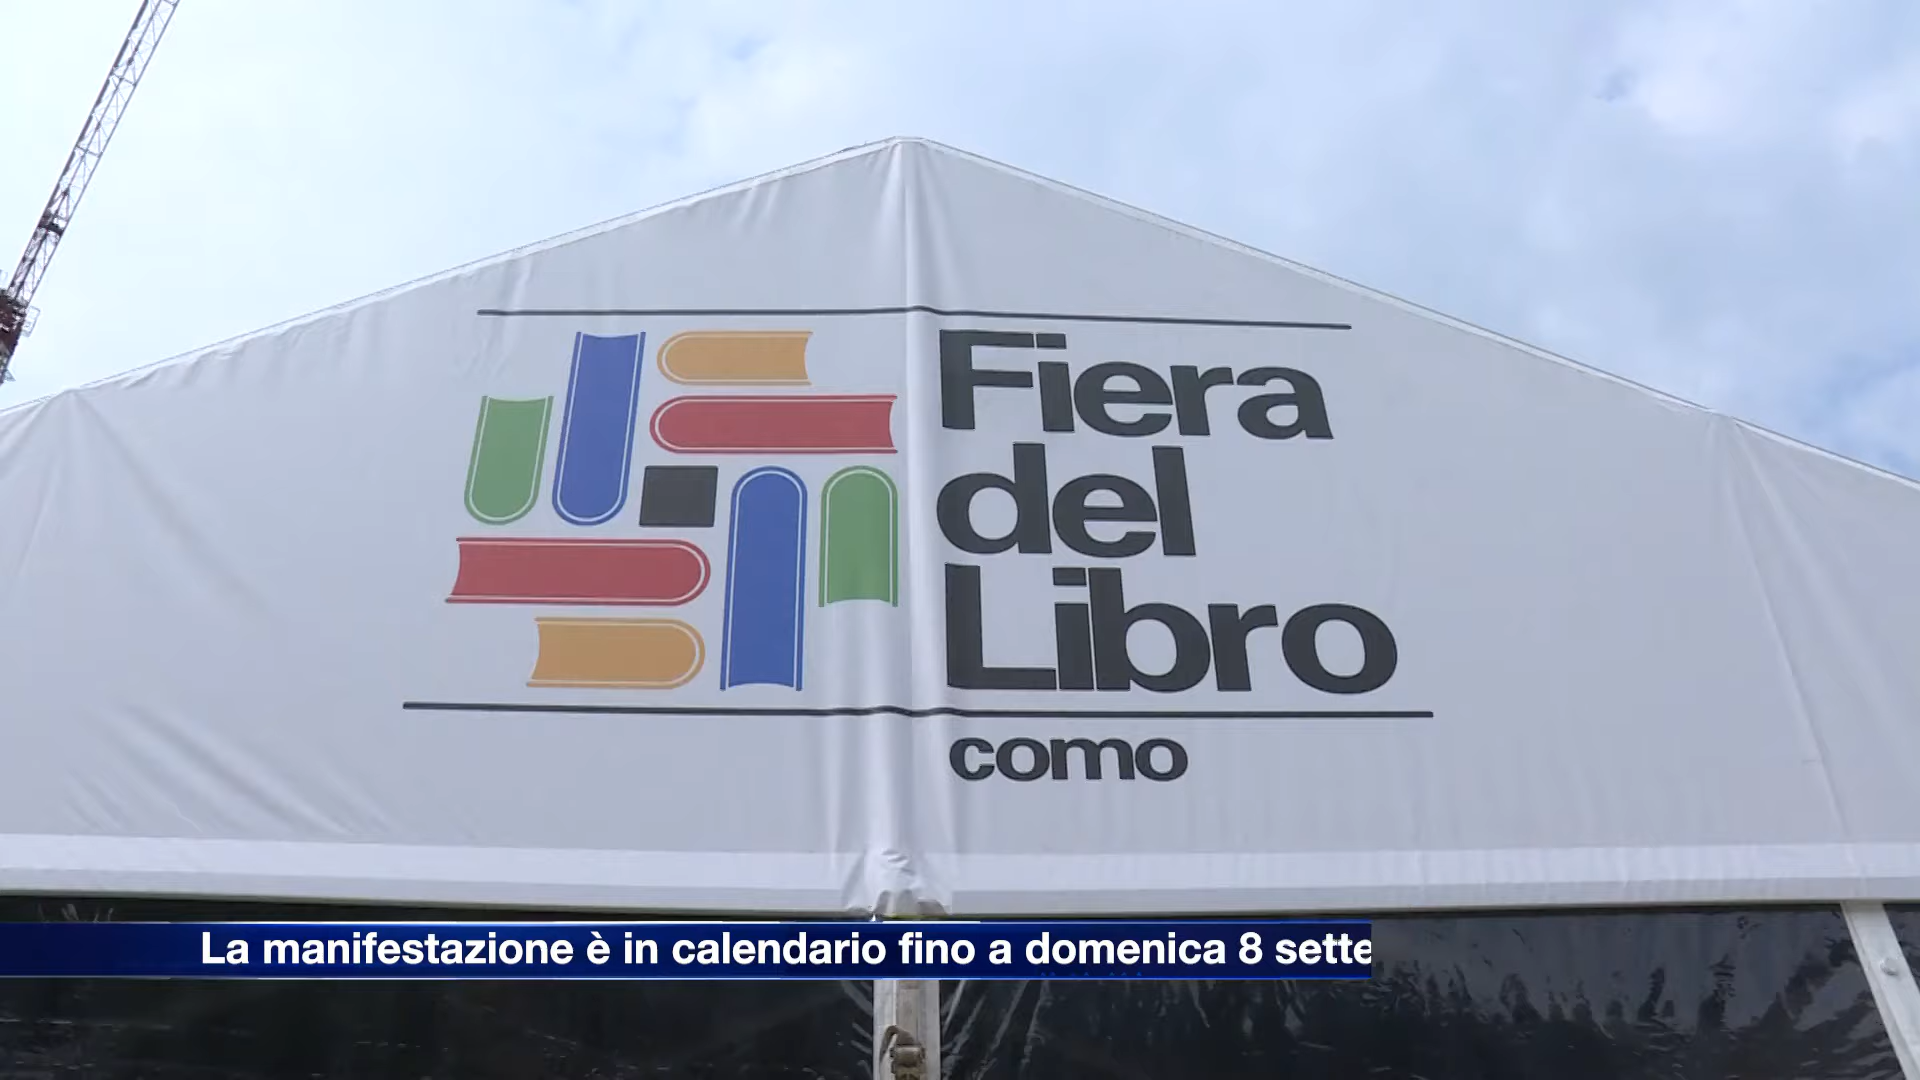 Fiera
del
Libro
como
La manifestazione è in calendario fino a domenica 8 sette